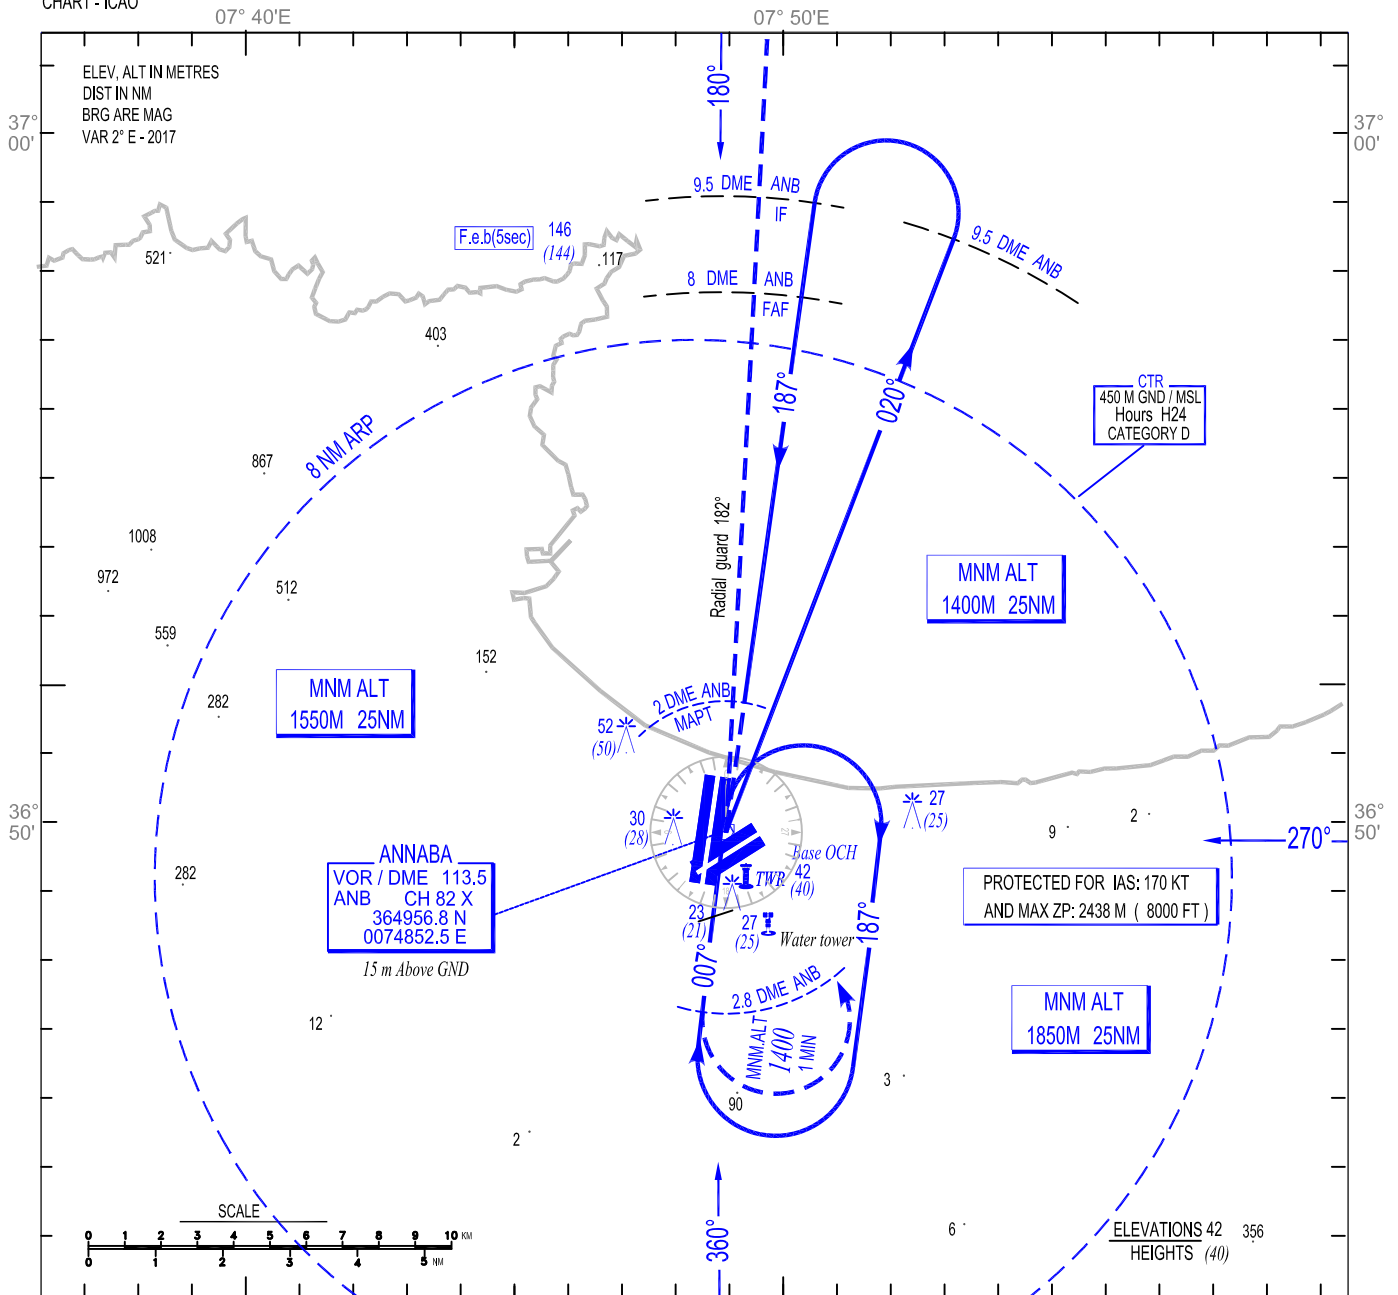 CHART - ICAO
07° 40'E
07° 50'E
ELEV, ALT IN METRES
DIST IN NM
BRG ARE MAG
VAR 2° E - 2017
180°
37°
00'
37°
00'
9.5 DME ANB
IF
F.e.b(5sec)
146
(144)
117
521
9.5 DME ANB
8 DME ANB
FAF
403
187°
020°
CTR
450 M GND / MSL
Hours H24
CATEGORY D
8 NM ARP
867
Radial guard 182°
1008
972
512
559
MNM ALT
1400M 25NM
152
282
MNM ALT
1550M 25NM
2 DME ANB
MAPT
52
(50)
36°
50'
36°
50'
30
(28)
27
(25)
9
2
270°
Base OCH
42
(40)
TWR
282
ANNABA
VOR / DME 113.5
ANB CH 82 X
364956.8 N
0074852.5 E
15 m Above GND
PROTECTED FOR IAS: 170 KT
AND MAX ZP: 2438 M ( 8000 FT )
23
(21)
27
(25)
Water tower
187°
007°
2.8 DME ANB
MNM ALT
1850M 25NM
MNM.ALT
1400
1 MIN
12
3
90
2
SCALE
0 1 2 3 4 5 6 7 8 9 10 KM
0 1 2 3 4 5 NM
360°
6
ELEVATIONS 42
HEIGHTS (40)
356